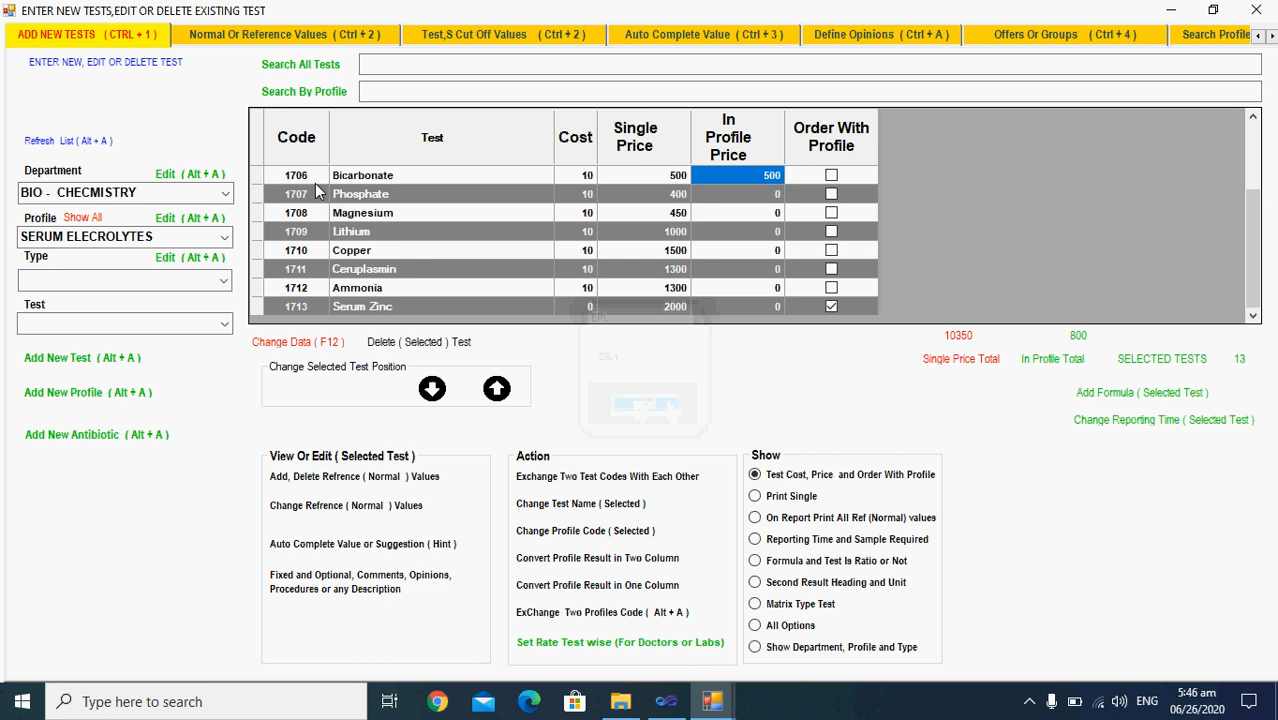 ENTER NEW TESTS,EDIT OR DELETE EXISTING TEST
ADD NEW TESTS ( CTRL + 1 )
Normal Or Reference Values ( Ctrl + 2 )
Test,S Cut Off Values ( Ctrl + 2 )
Auto Complete Value ( Ctrl + 3 )
Define Opinions ( Ctrl + A )
Offers Or Groups ( Ctrl + 4 )
Search Profile
ENTER NEW, EDIT OR DELETE TEST
Search All Tests
Search By Profile
Refresh List ( Alt + A )
Department
Edit ( Alt + A )
BIO - CHECMISTRY
Profile Show All
Edit ( Alt + A )
SERUM ELECROLYTES
Type
Edit ( Alt + A )
Test
Add New Test ( Alt + A )
Add New Profile ( Alt + A )
Add New Antibiotic ( Alt + A )
Code Test Cost Single Price In Profile Price Order With Profile
1706 Bicarbonate 10 500 500
1707 Phosphate 10 400 0
1708 Magnesium 10 450 0
1709 Lithium 10 1000 0
1710 Copper 10 1500 0
1711 Ceruplasmin 10 1300 0
1712 Ammonia 10 1300 0
1713 Serum Zinc 0 2000 0
Change Data ( F12 )
Delete ( Selected ) Test
10350 800
Single Price Total In Profile Total SELECTED TESTS 13
Change Selected Test Position
Add Formula ( Selected Test )
Change Reporting Time ( Selected Test )
View Or Edit ( Selected Test )
Add, Delete Refrence ( Normal ) Values
Change Refrence ( Normal ) Values
Auto Complete Value or Suggestion ( Hint )
Fixed and Optional, Comments, Opinions,
Procedures or any Description
Action
Exchange Two Test Codes With Each Other
Change Test Name ( Selected )
Change Profile Code ( Selected )
Convert Profile Result in Two Column
Convert Profile Result in One Column
ExChange Two Profiles Code ( Alt + A )
Set Rate Test wise (For Doctors or Labs)
Show
Test Cost, Price and Order With Profile
Print Single
On Report Print All Ref (Normal) values
Reporting Time and Sample Required
Formula and Test Is Ratio or Not
Second Result Heading and Unit
Matrix Type Test
All Options
Show Department, Profile and Type
Type here to search
ENG
5:46 am
06/26/2020